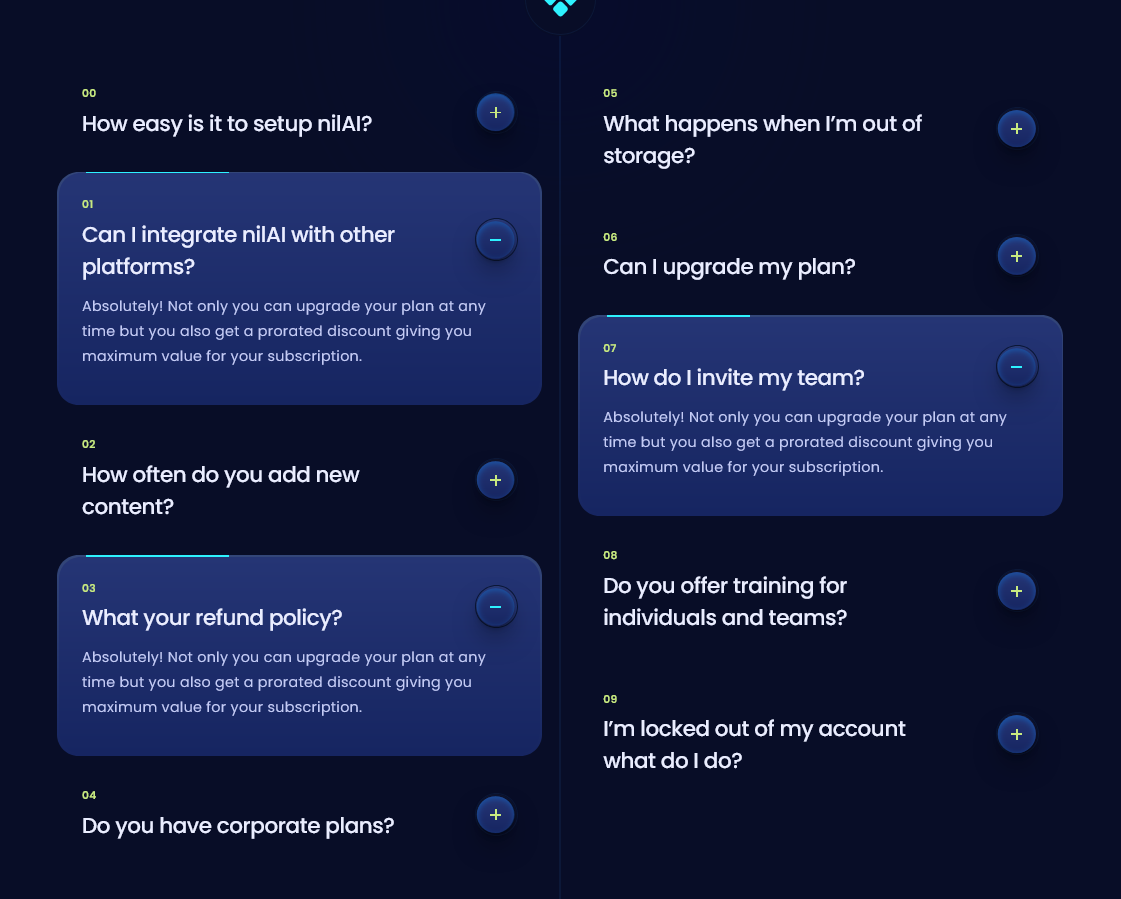 00
How easy is it to setup nilAI?
01
Can I integrate nilAI with other
platforms?
Absolutely! Not only you can upgrade your plan at any
time but you also get a prorated discount giving you
maximum value for your subscription.
02
How often do you add new
content?
03
What your refund policy?
Absolutely! Not only you can upgrade your plan at any
time but you also get a prorated discount giving you
maximum value for your subscription.
04
Do you have corporate plans?
05
What happens when I’m out of
storage?
06
Can I upgrade my plan?
07
How do I invite my team?
Absolutely! Not only you can upgrade your plan at any
time but you also get a prorated discount giving you
maximum value for your subscription.
08
Do you offer training for
individuals and teams?
09
I’m locked out of my account
what do I do?